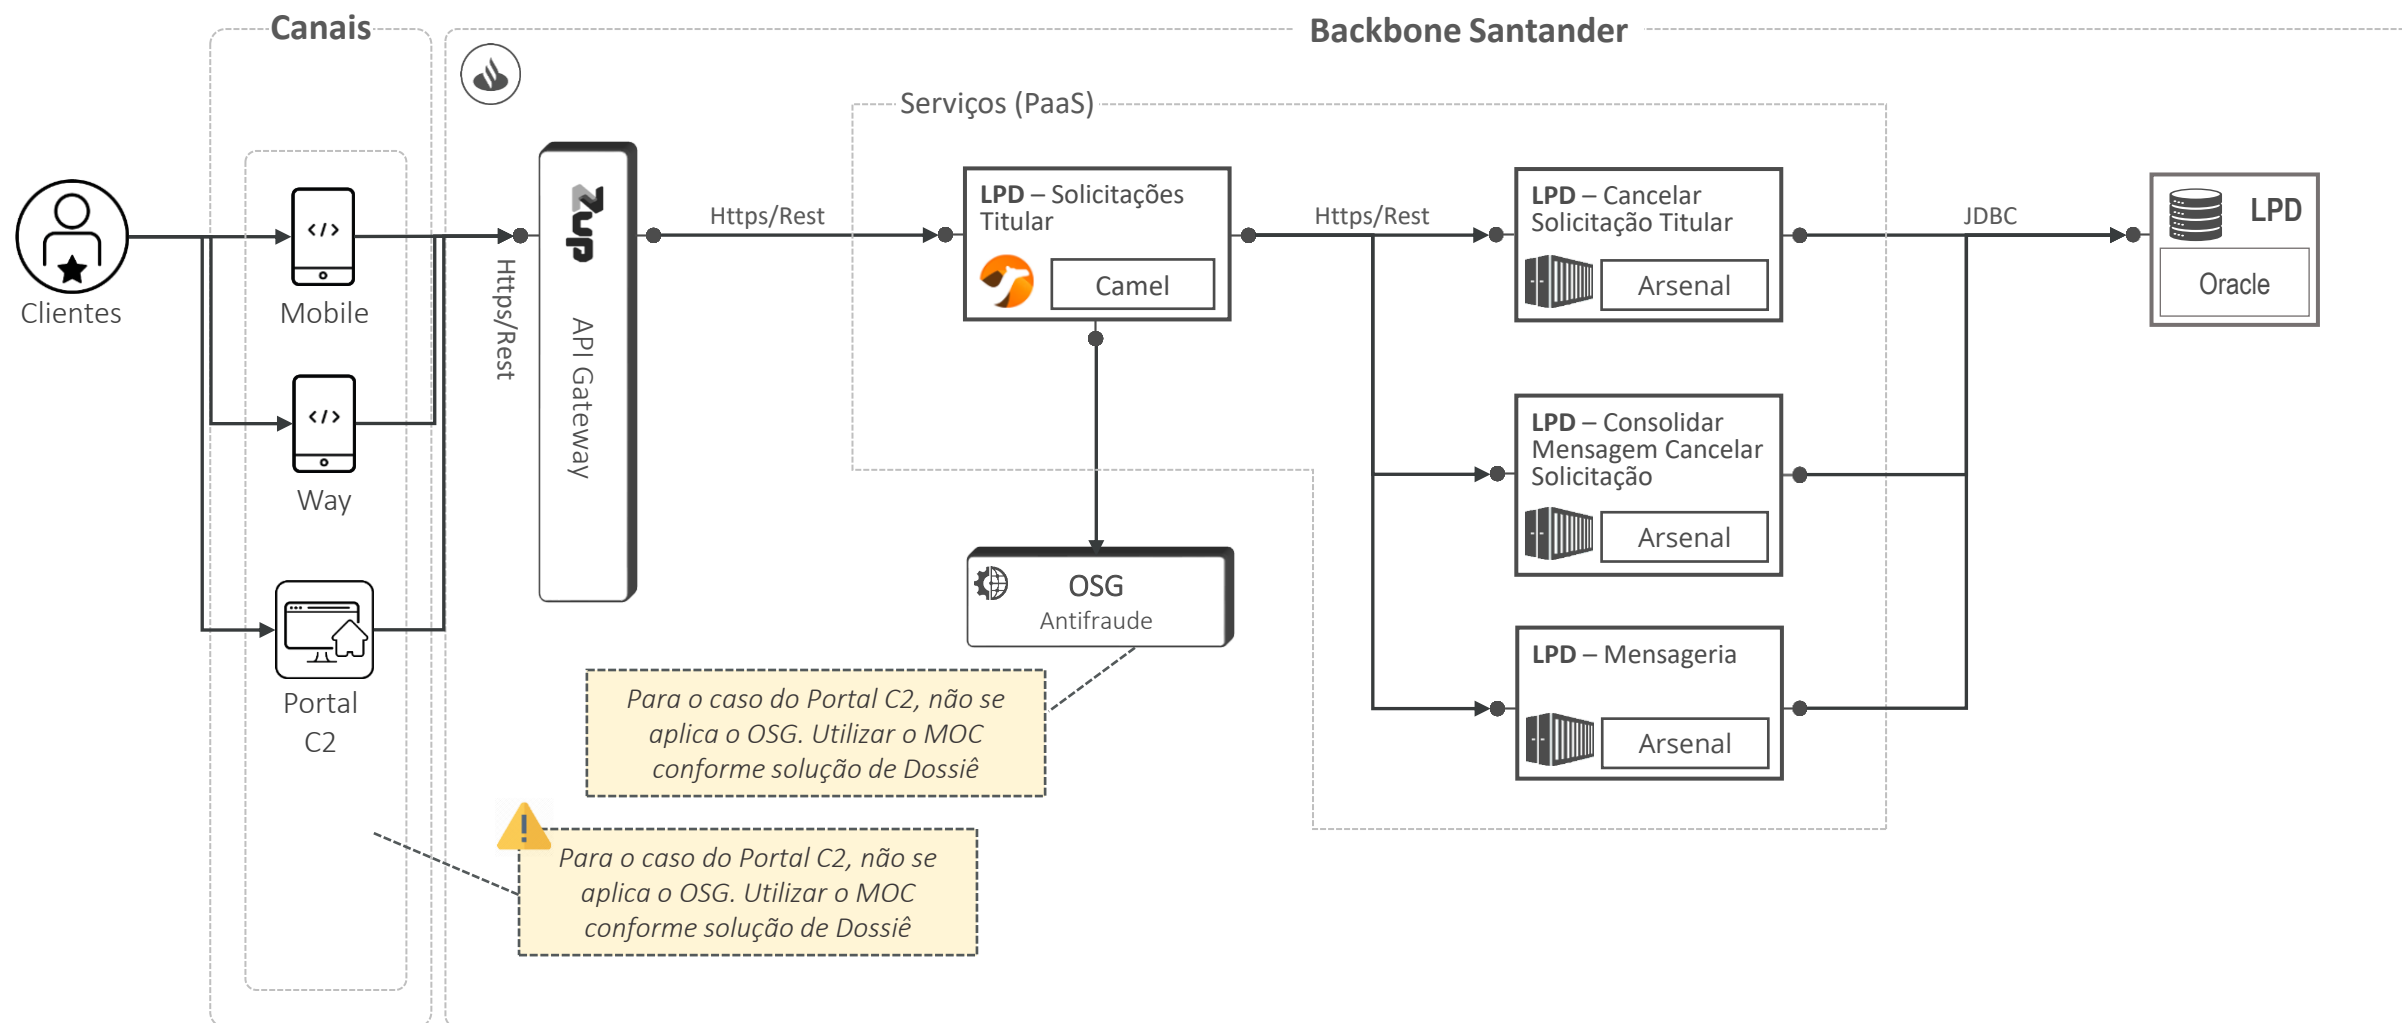 Canais
Backbone Santander
Serviços (PaaS)
Clientes
Mobile
Way
Portal
C2
Https/Rest
Zup
API Gateway
Https/Rest
LPD – Solicitações
Titular
Camel
Https/Rest
LPD – Cancelar
Solicitação Titular
Arsenal
JDBC
LPD
Oracle
LPD – Consolidar
Mensagem Cancelar
Solicitação
Arsenal
OSG
Antifraude
LPD – Mensageria
Arsenal
Para o caso do Portal C2, não se
aplica o OSG. Utilizar o MOC
conforme solução de Dossiê
Para o caso do Portal C2, não se
aplica o OSG. Utilizar o MOC
conforme solução de Dossiê